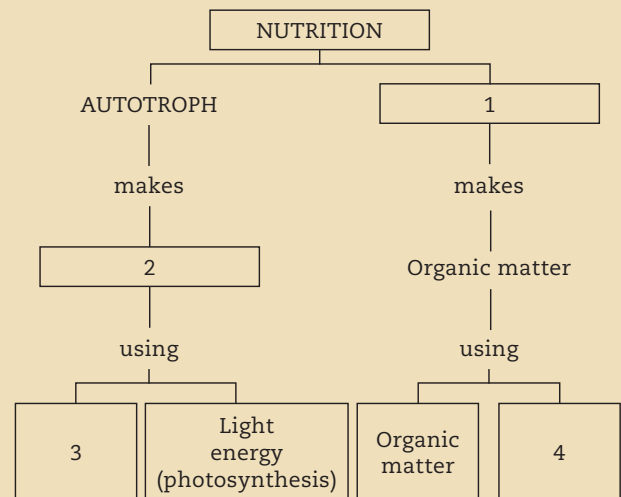 NUTRITION
AUTOTROPH
1
makes
makes
2
Organic matter
using
using
3
Light
energy
(photosynthesis)
Organic
matter
4